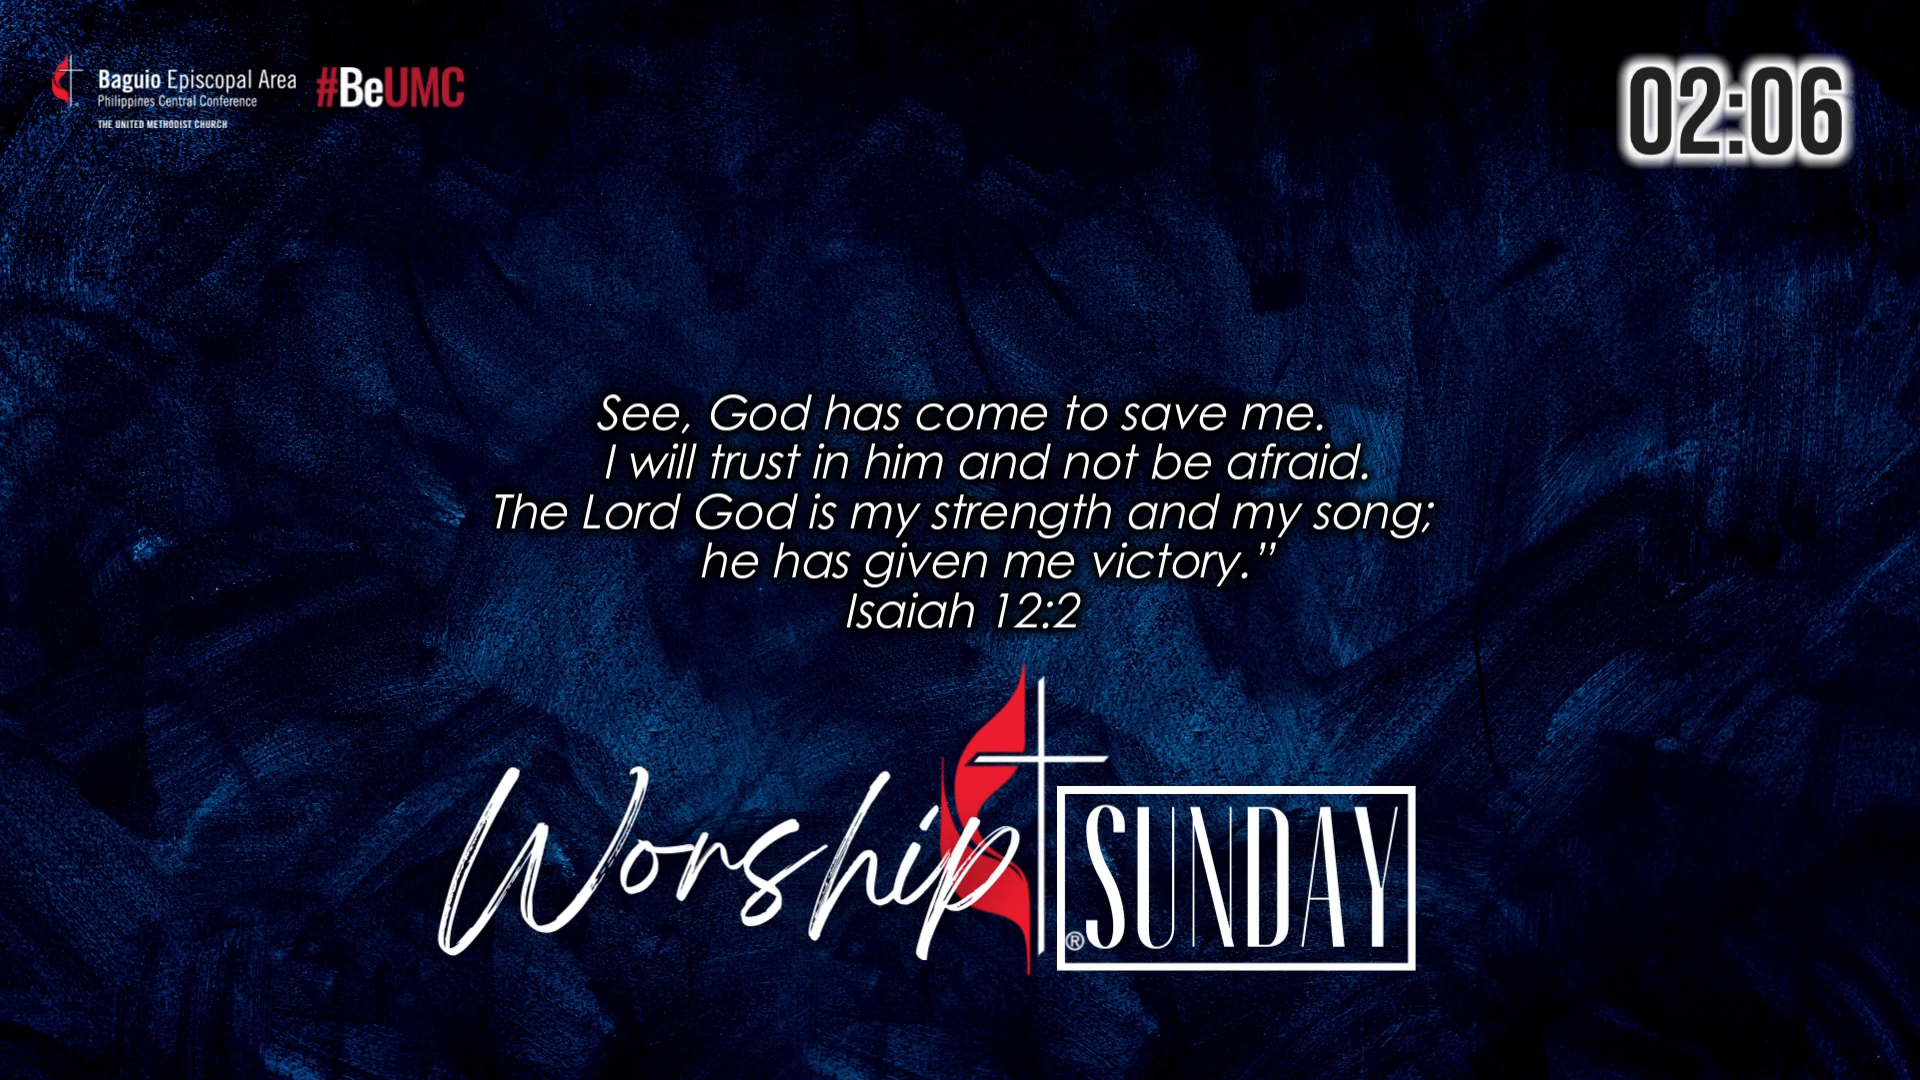 Baguio Episcopal Area
Philippines Central Conference
THE UNITED METHODIST CHURCH
#BeUMC
02:06
See, God has come to save me.
I will trust in him and not be afraid.
The Lord God is my strength and my song;
he has given me victory.”
Isaiah 12:2
Worship
® SUNDAY